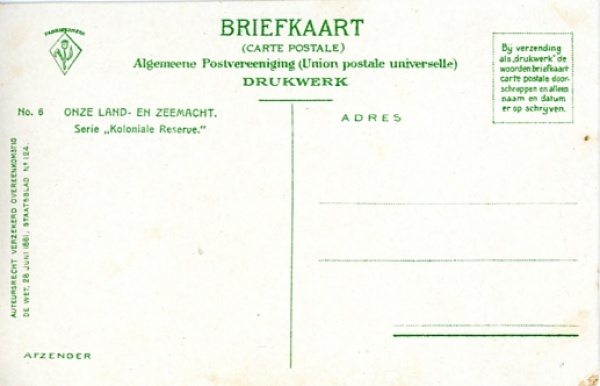 BRIEFKAART
(CARTE POSTALE)
Algemeene Postvereeniging (Union postale universelle)
DRUKWERK
Bij verzending
als „drukwerk” de
woorden briefkaart
carte postale door-
schrappen en alleen
naam en datum
er op schrijven.
No. 6 ONZE LAND- EN ZEEMACHT.
Serie „Koloniale Reserve.”
ADRES
AUTEURSRECHT VERZEKERD OVEREENKOMSTIG
DE WET, 28 JUNI 1881, STAATSBLAD No. 124.
AFZENDER